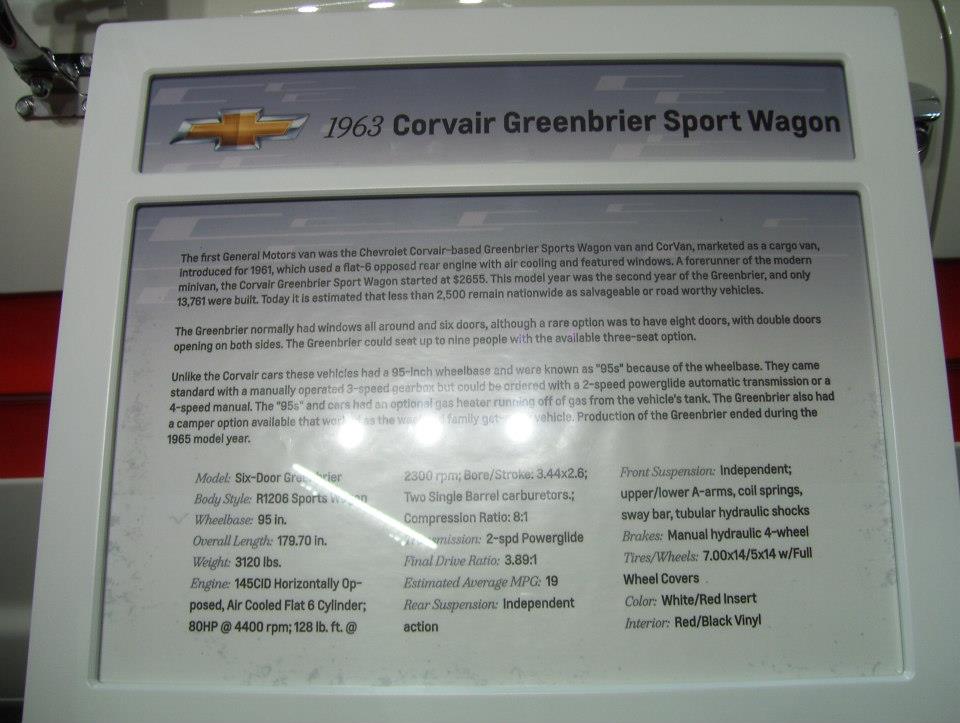 1963 Corvair Greenbrier Sport Wagon
The first General Motors van was the Chevrolet Corvair-based Greenbrier Sports Wagon van and CorVan, marketed as a cargo van,
introduced for 1961, which used a flat-6 opposed rear engine with air cooling and featured windows. A forerunner of the modern
minivan, the Corvair Greenbrier Sport Wagon started at $2655. This model year was the second year of the Greenbrier, and only
13,761 were built. Today it is estimated that less than 2,500 remain nationwide as salvageable or road worthy vehicles.
The Greenbrier normally had windows all around and six doors, although a rare option was to have eight doors, with double doors
opening on both sides. The Greenbrier could seat up to nine people with the available three-seat option.
Unlike the Corvair cars these vehicles had a 95-inch wheelbase and were known as "95s" because of the wheelbase. They came
standard with a manually operated 3-speed gearbox but could be ordered with a 2-speed powerglide automatic transmission or a
4-speed manual. The "95s" and cars had an optional gas heater running off of gas from the vehicle's tank. The Greenbrier also had
a camper option available that as the family vehicle. Production of the Greenbrier ended during the
1965 model year.
Model: Six-Door Greenbrier
Body Style: R1206 Sports Wagon
Wheelbase: 95 in.
Overall Length: 179.70 in.
Weight: 3120 lbs.
Engine: 145CID Horizontally Op-
posed, Air Cooled Flat 6 Cylinder;
80HP @ 4400 rpm; 128 lb. ft. @
2300 rpm; Bore/Stroke: 3.44x2.6;
Two Single Barrel carburetors.;
Compression Ratio: 8:1
Transmission: 2-spd Powerglide
Final Drive Ratio: 3.89:1
Estimated Average MPG: 19
Rear Suspension: Independent
action
Front Suspension: Independent;
upper/lower A-arms, coil springs,
sway bar, tubular hydraulic shocks
Brakes: Manual hydraulic 4-wheel
Tires/Wheels: 7.00x14/5x14 w/Full
Wheel Covers
Color: White/Red Insert
Interior: Red/Black Vinyl